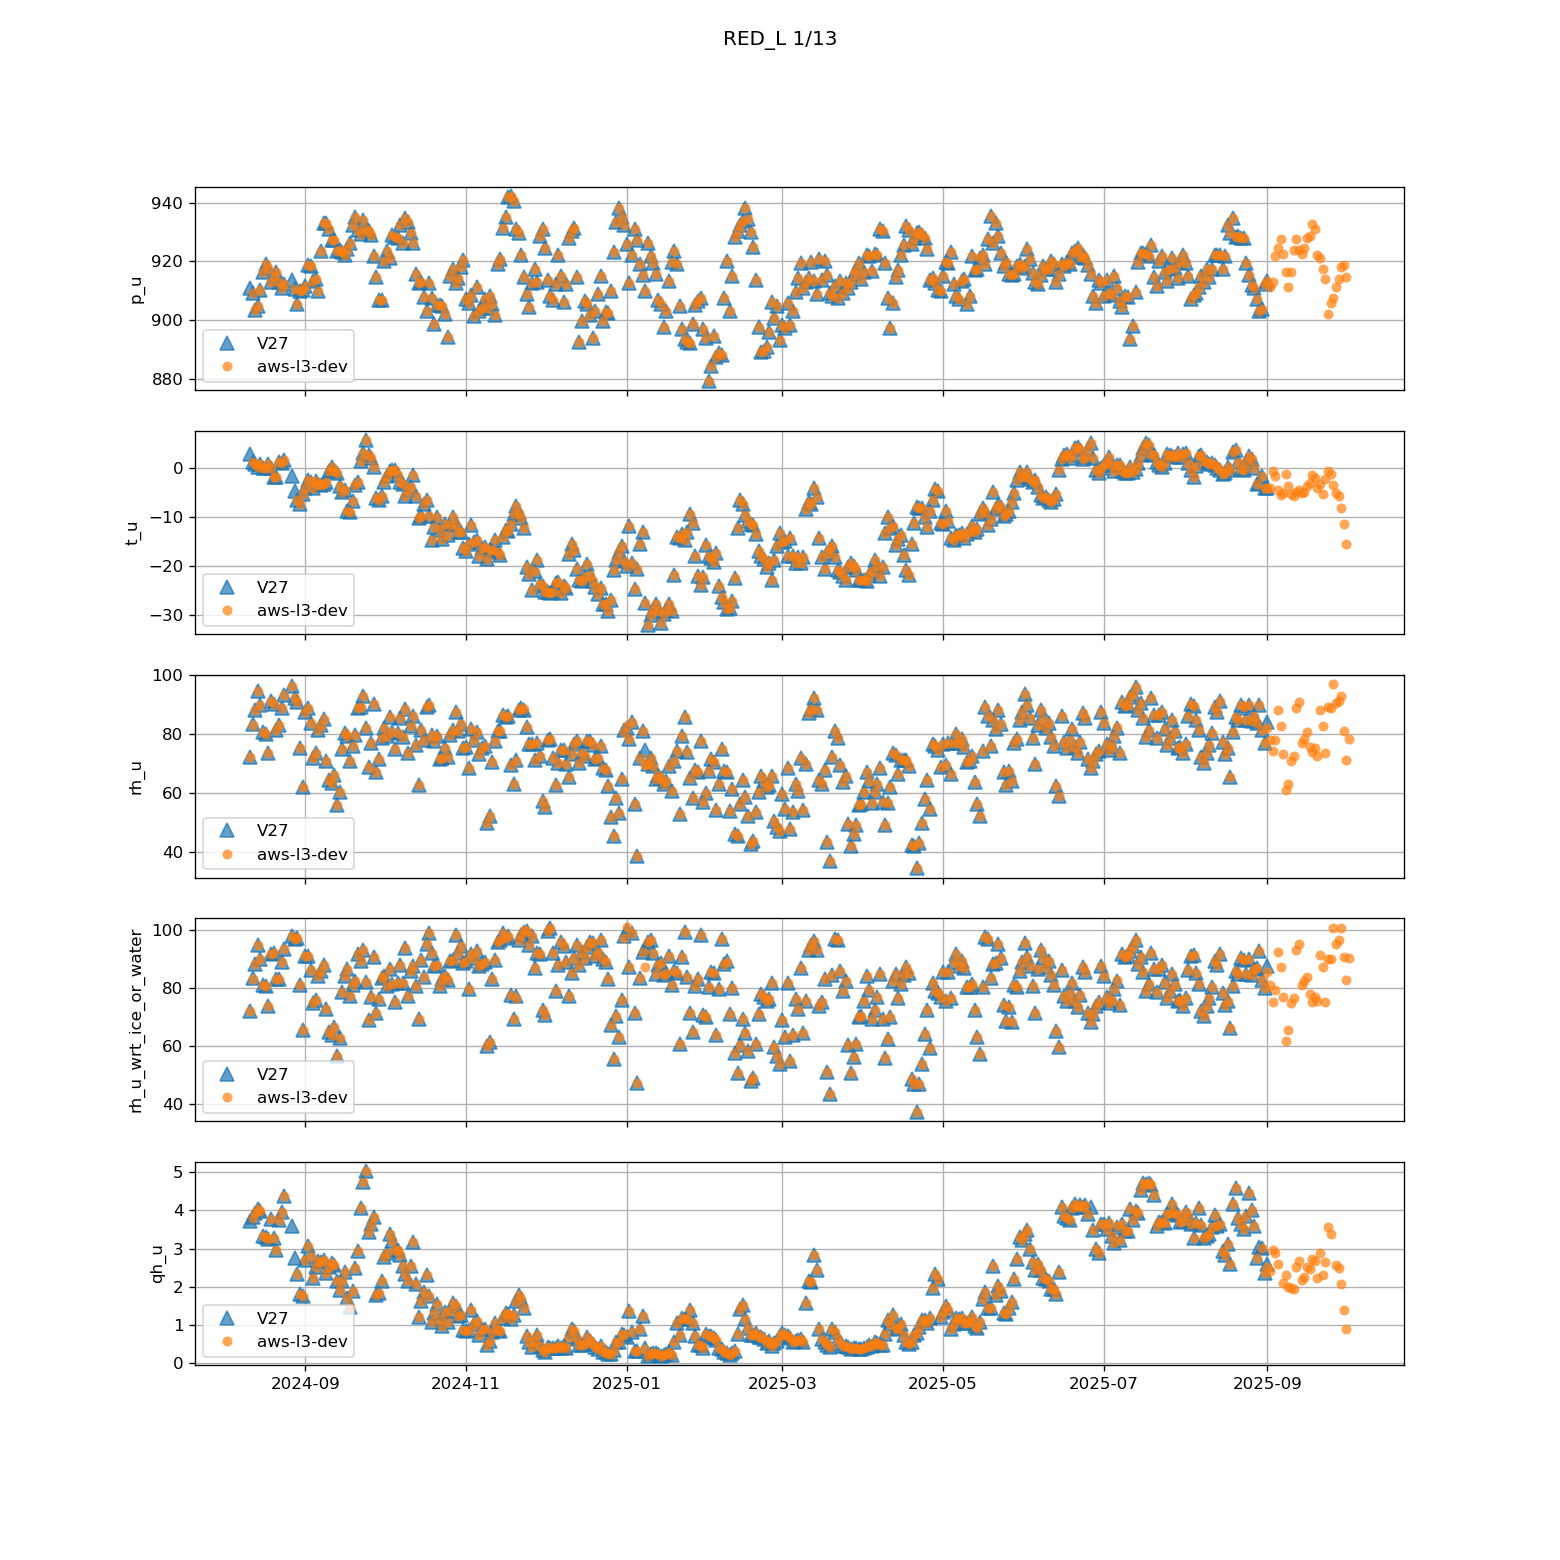 RED_L 1/13
940
920
900
880
p_u
V27
aws-l3-dev
0
−10
−20
−30
t_u
V27
aws-l3-dev
100
80
60
40
rh_u
V27
aws-l3-dev
100
80
60
40
rh_u_wrt_ice_or_water
V27
aws-l3-dev
5
4
3
2
1
0
qh_u
V27
aws-l3-dev
2024-09 2024-11 2025-01 2025-03 2025-05 2025-07 2025-09